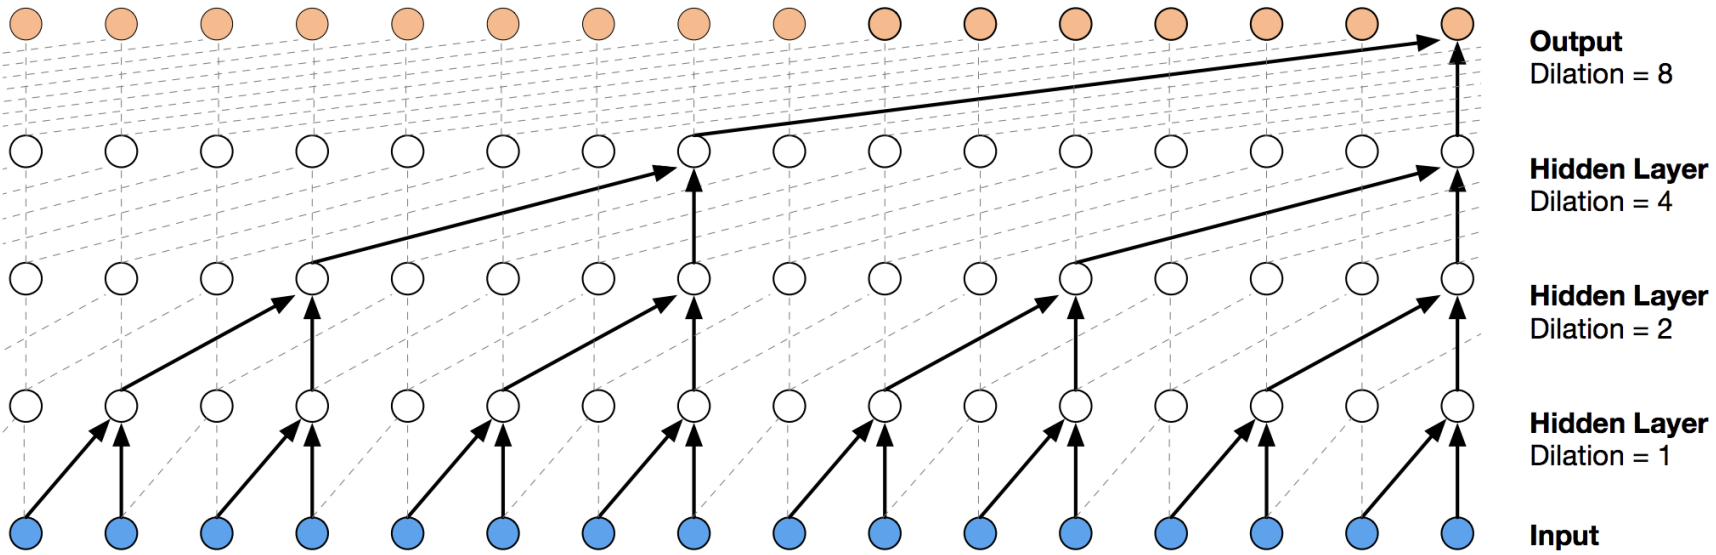 Output
Dilation = 8
Hidden Layer
Dilation = 4
Hidden Layer
Dilation = 2
Hidden Layer
Dilation = 1
Input